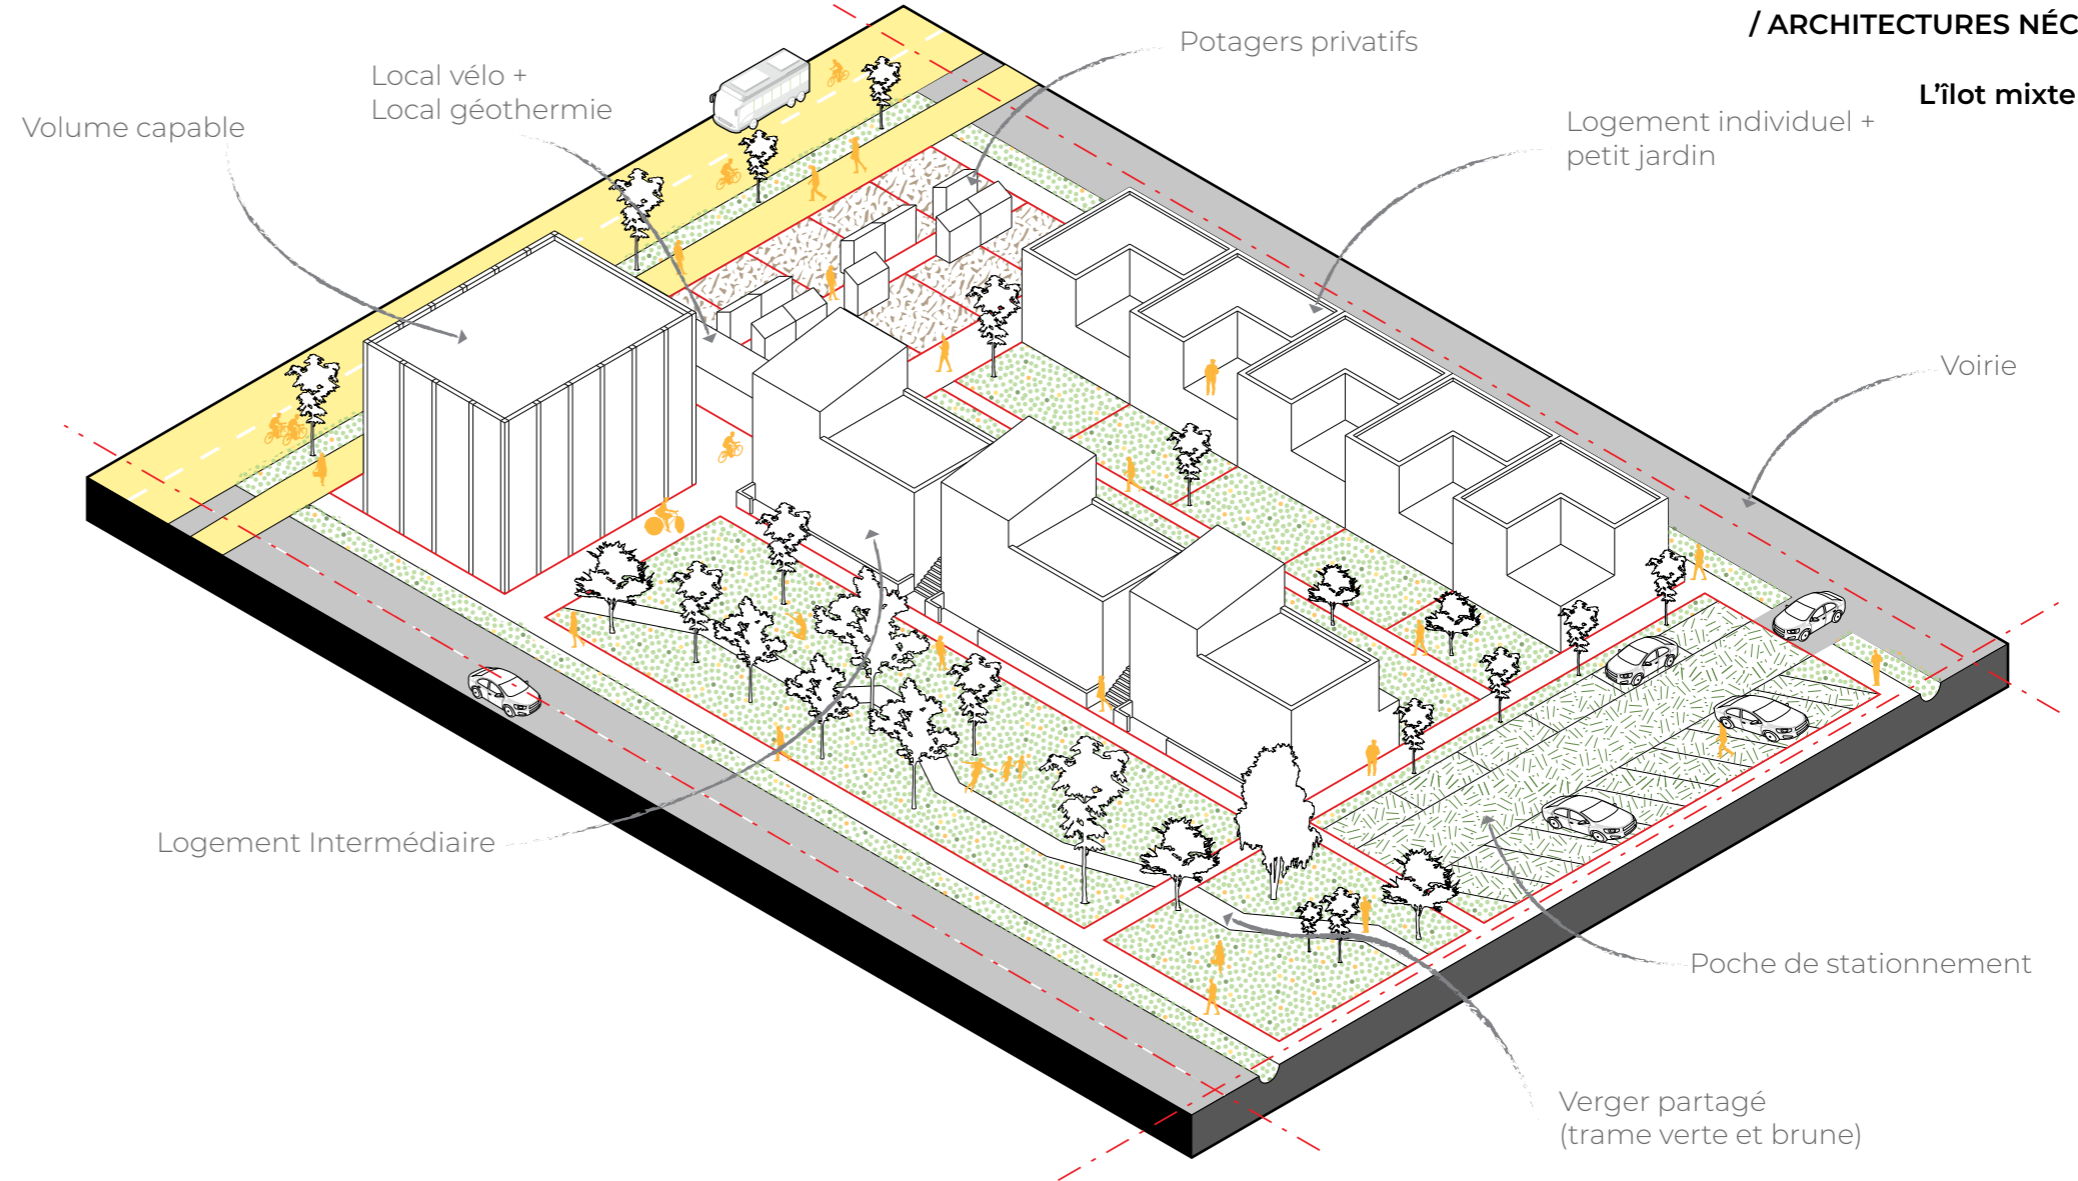 / ARCHITECTURES NÉC
L'îlot mixte
Potagers privatifs
Local vélo +
Local géothermie
Volume capable
Logement individuel +
petit jardin
Voirie
Logement Intermédiaire
Poche de stationnement
Verger partagé
(trame verte et brune)